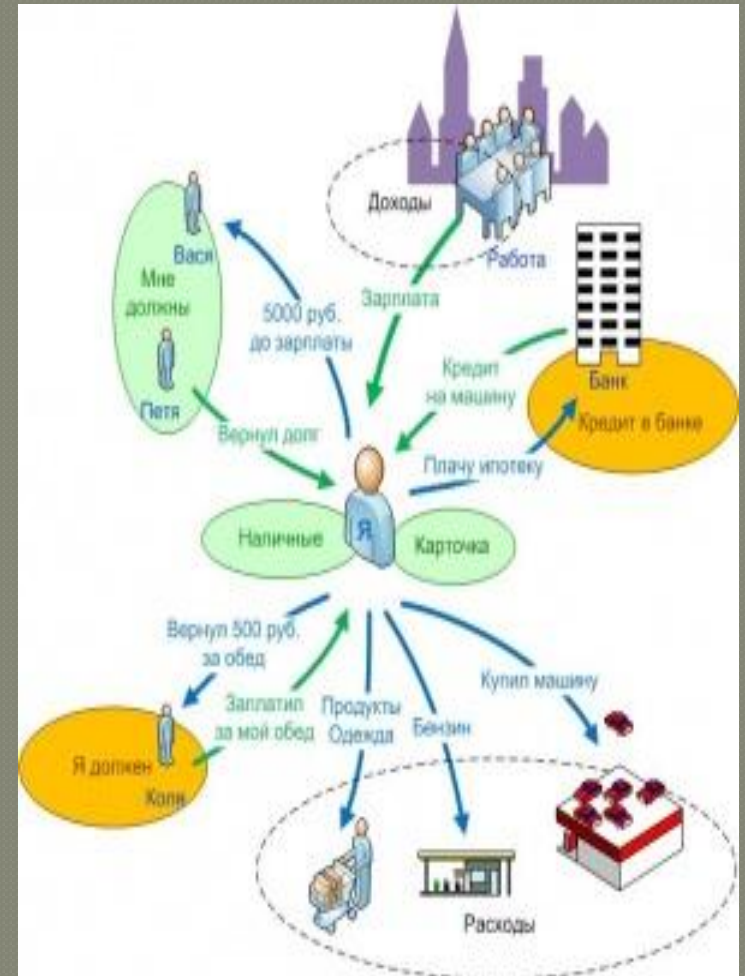 Доходы
Работа
Зарплата
Вася
Мне
должны
Петя
5000 руб.
до зарплаты
Вернул долг
Кредит
на машину
Банк
Кредит в банке
Плачу ипотеку
Наличные
Я
Карточка
Вернул 500 руб.
за обед
Заплатил
за мой обед
Я должен
Коля
Продукты
Одежда
Бензин
Купил машину
Расходы